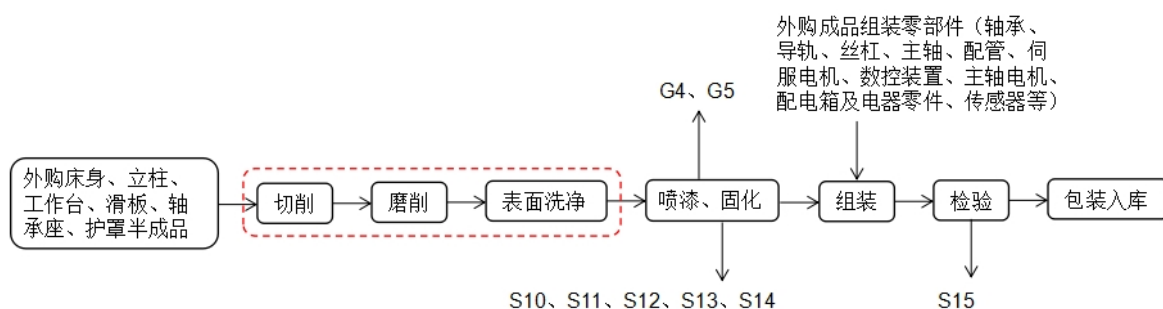 外购成品组装零部件（轴承、
导轨、丝杠、主轴、配管、伺
服电机、数控装置、主轴电机、
配电箱及电器零件、传感器等）
G4、G5
外购床身、立柱、
工作台、滑板、轴
承座、护罩半成品
切削
磨削
表面洗净
喷漆、固化
组装
检验
包装入库
S10、S11、S12、S13、S14
S15